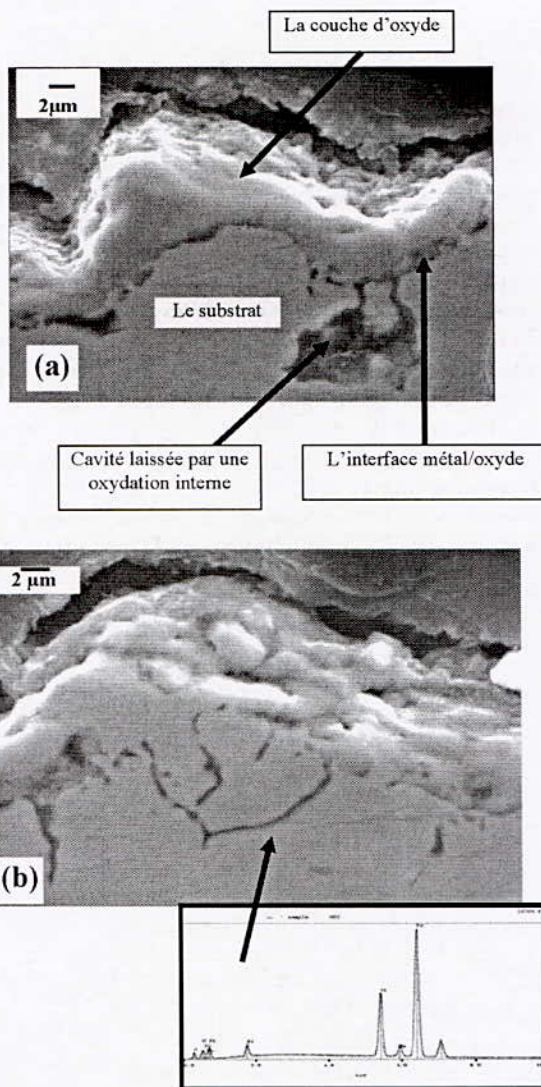 La couche d'oxyde
2µm
Le substrat
(a)
Cavité laissée par une
oxydation interne
L'interface métal/oxyde
2 µm
(b)